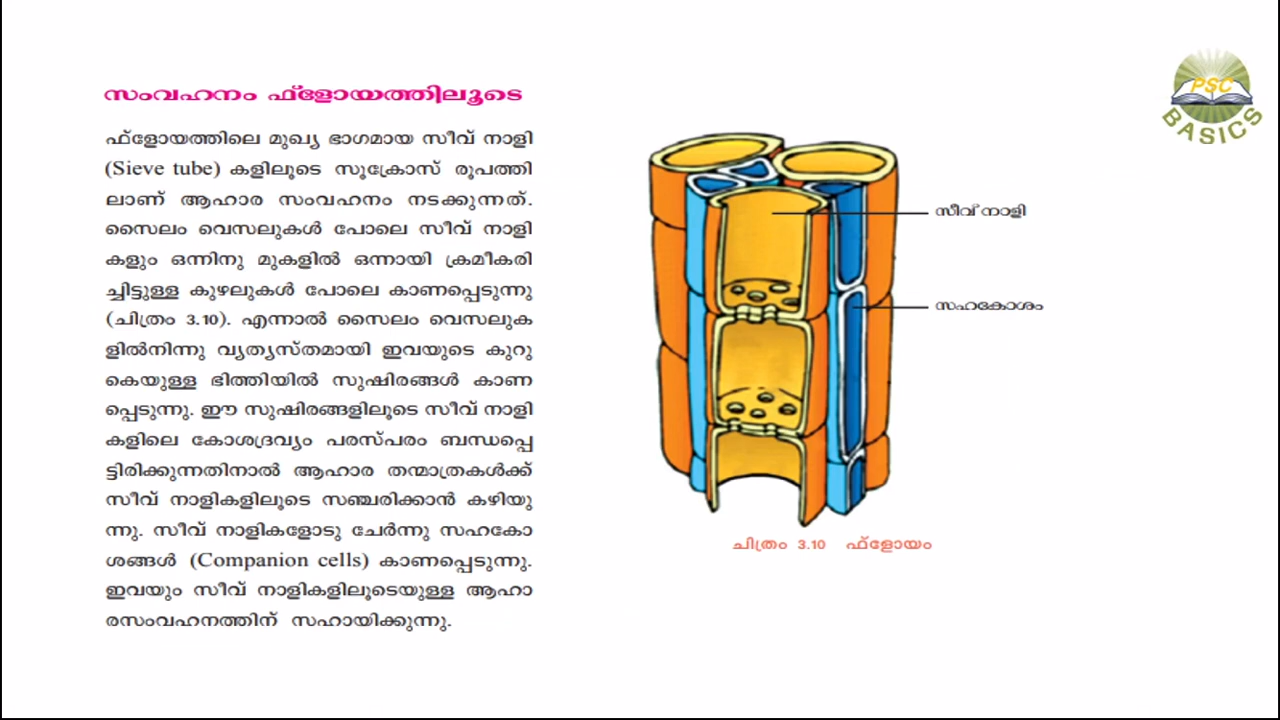 സംവഹനം ഫ്ളോയത്തിലൂടെ
ഫ്ളോയത്തിലെ മുഖ്യ ഭാഗമായ സീവ് നാളി
(Sieve tube) കളിലൂടെ സൂക്രോസ് രൂപത്തി
ലാണ് ആഹാര സംവഹനം നടക്കുന്നത്.
സൈലം വെസലുകൾ പോലെ സീവ് നാളി
കളും ഒന്നിനു മുകളിൽ ഒന്നായി ക്രമീകരി
ച്ചിട്ടുള്ള കുഴലുകൾ പോലെ കാണപ്പെടുന്നു
(ചിത്രം 3.10). എന്നാൽ സൈലം വെസലുക
ളിൽനിന്നു വ്യത്യസ്തമായി ഇവയുടെ കുറു
കെയുള്ള ഭിത്തിയിൽ സുഷിരങ്ങൾ കാണ
പ്പെടുന്നു. ഈ സുഷിരങ്ങളിലൂടെ സീവ് നാളി
കളിലെ കോശദ്രവ്യം പരസ്പരം ബന്ധപ്പെ
ട്ടിരിക്കുന്നതിനാൽ ആഹാര തന്മാത്രകൾക്ക്
സീവ് നാളികളിലൂടെ സഞ്ചരിക്കാൻ കഴിയു
ന്നു. സീവ് നാളികളോടു ചേർന്നു സഹകോ
ശങ്ങൾ (Companion cells) കാണപ്പെടുന്നു.
ഇവയും സീവ് നാളികളിലൂടെയുള്ള ആഹാ
രസംവഹനത്തിന് സഹായിക്കുന്നു.
സീവ് നാളി
സഹകോശം
ചിത്രം 3.10 ഫ്ളോയം
PSC
BASICS